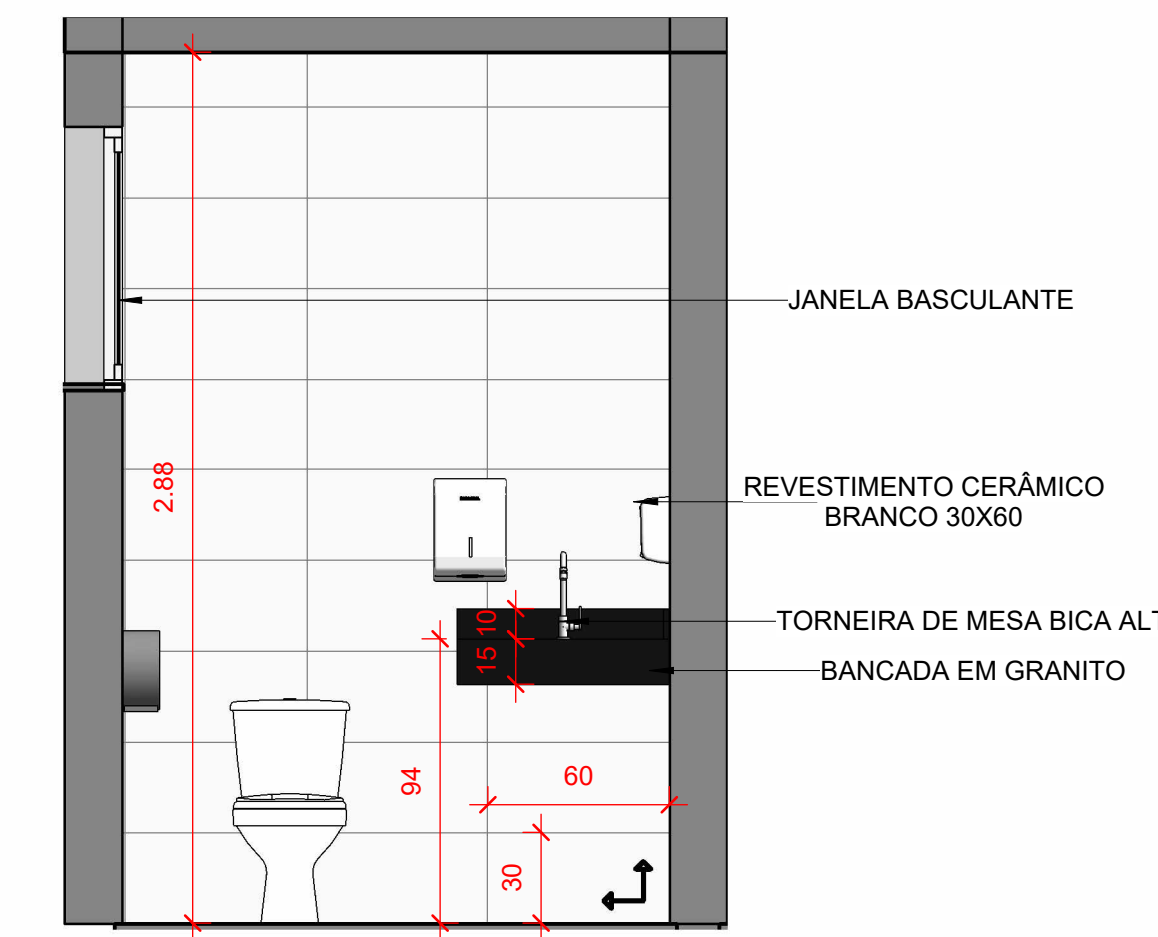 JANELA BASCULANTE
2.88
REVESTIMENTO CERÂMICO
BRANCO 30X60
10
TORNEIRA DE MESA BICA ALT
15
BANCADA EM GRANITO
94
60
30